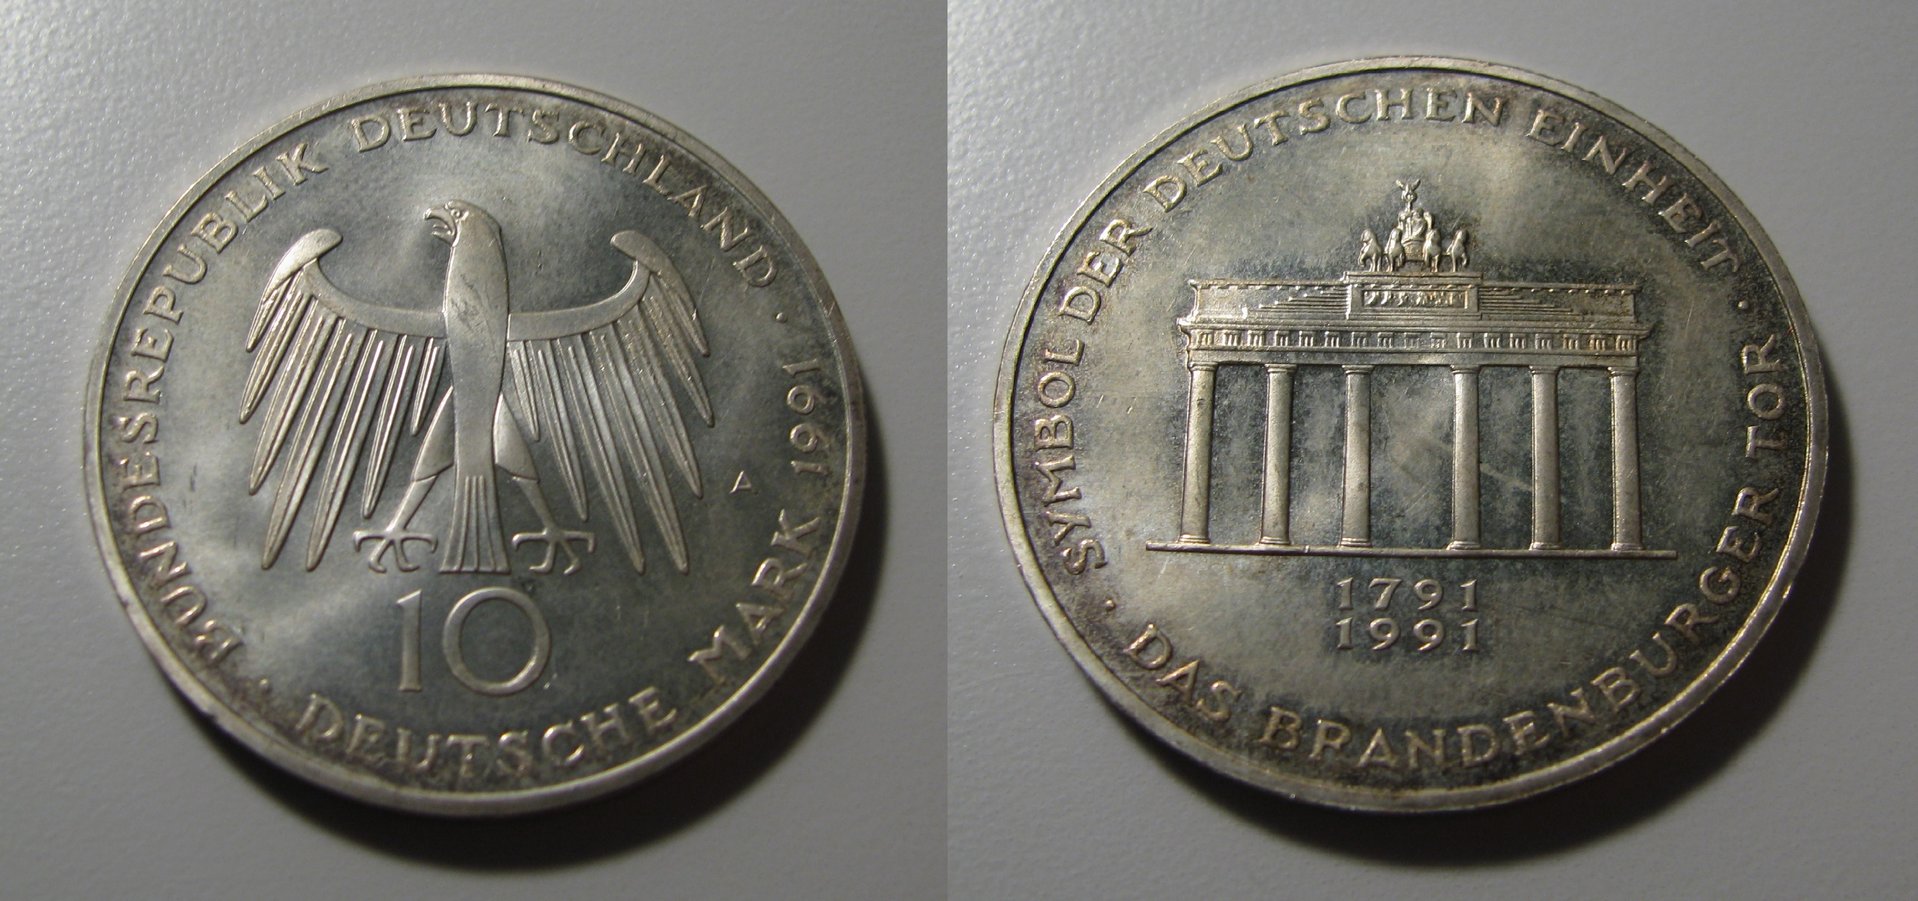 BUNDESREPUBLIK DEUTSCHLAND · 1991
· DEUTSCHE MARK
A
10
SYMBOL DER DEUTSCHEN EINHEIT ·
· DAS BRANDENBURGER TOR
1791
1991